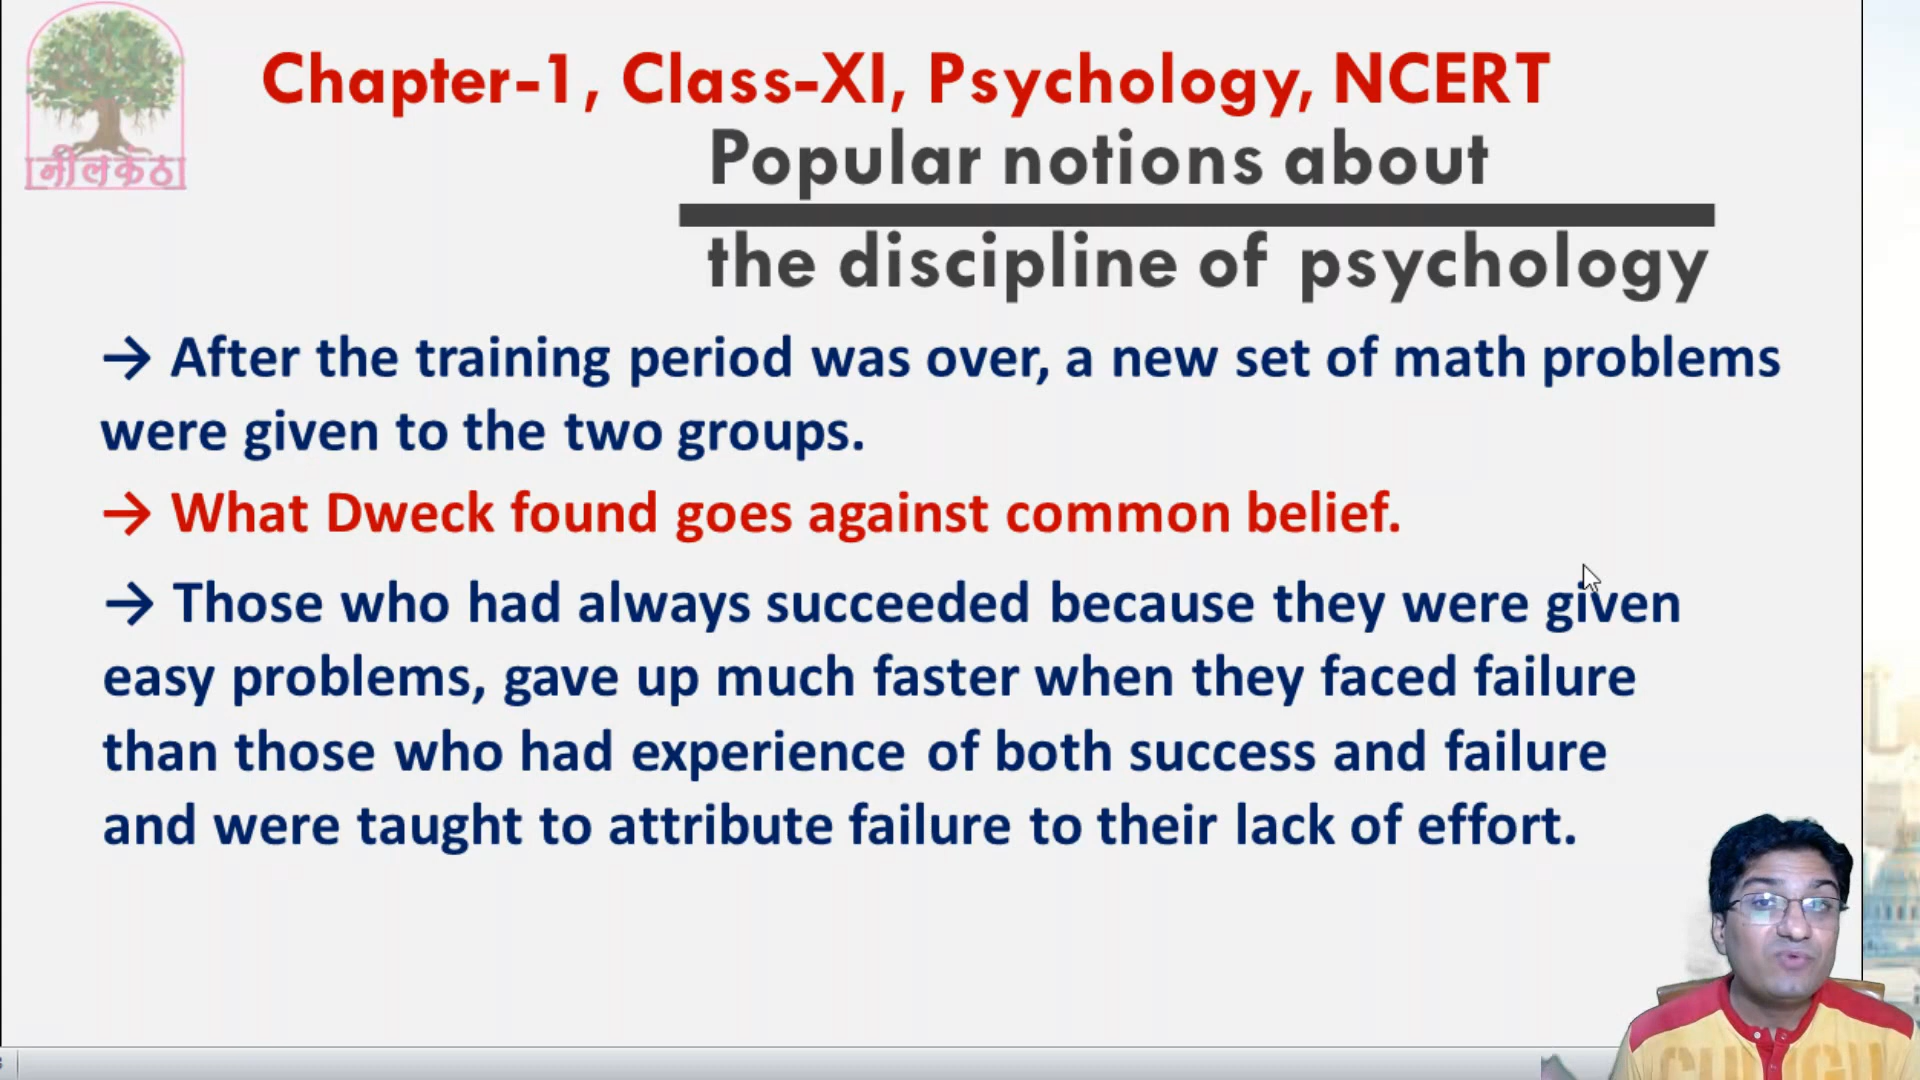 नीलकंठ
Chapter-1, Class-XI, Psychology, NCERT
Popular notions about
the discipline of psychology
→ After the training period was over, a new set of math problems
were given to the two groups.
→ What Dweck found goes against common belief.
→ Those who had always succeeded because they were given
easy problems, gave up much faster when they faced failure
than those who had experience of both success and failure
and were taught to attribute failure to their lack of effort.